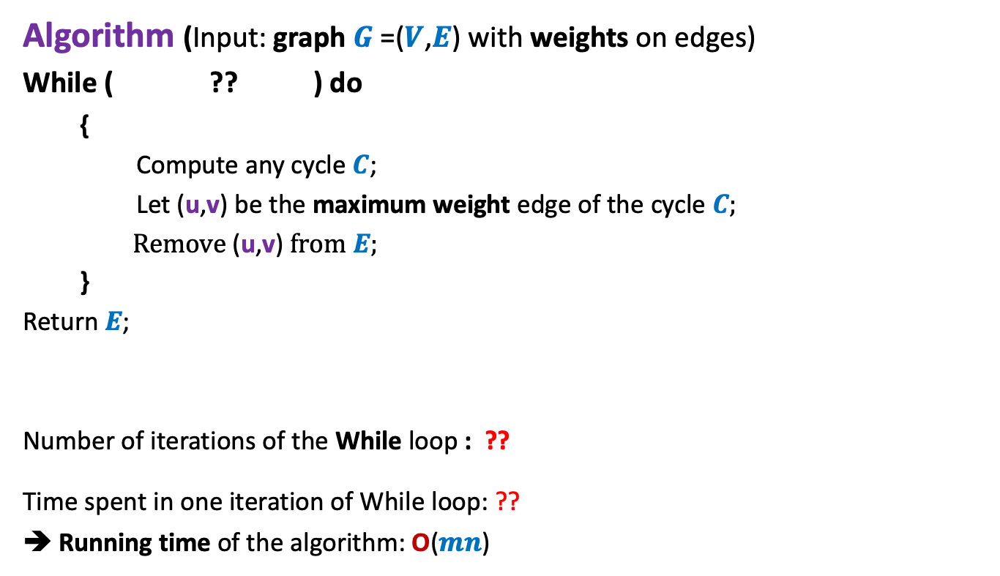 Algorithm (Input: graph G =(V,E) with weights on edges)
While ( ?? ) do
{
Compute any cycle C;
Let (u,v) be the maximum weight edge of the cycle C;
Remove (u,v) from E;
}
Return E;
Number of iterations of the While loop : ??
Time spent in one iteration of While loop: ??
➔ Running time of the algorithm: O(mn)